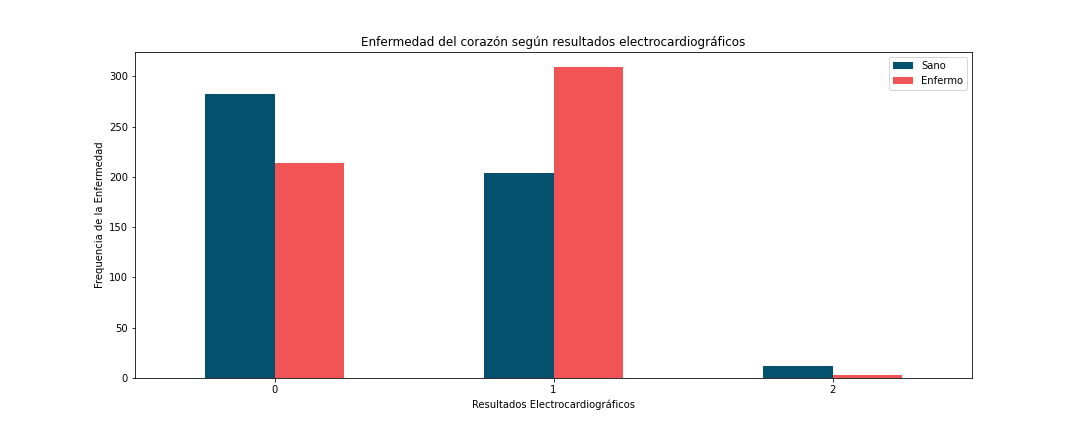 Enfermedad del corazón según resultados electrocardiográficos
Sano
Enfermo
Frequencia de la Enfermedad
300
250
200
150
100
50
0
0 1 2
Resultados Electrocardiográficos